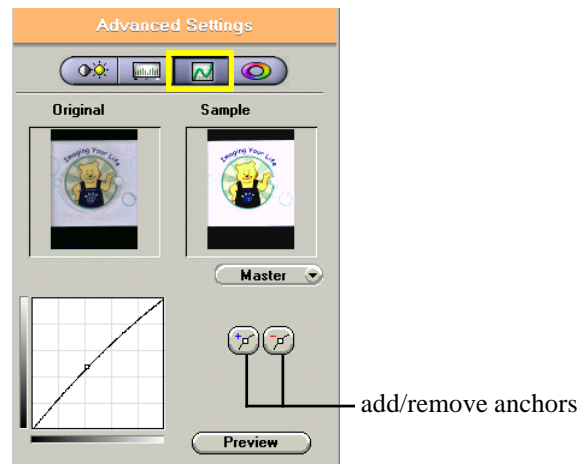 Advanced Settings
Original
Sample
Imaging Your Life
Imaging Your Life
Master
add/remove anchors
Preview